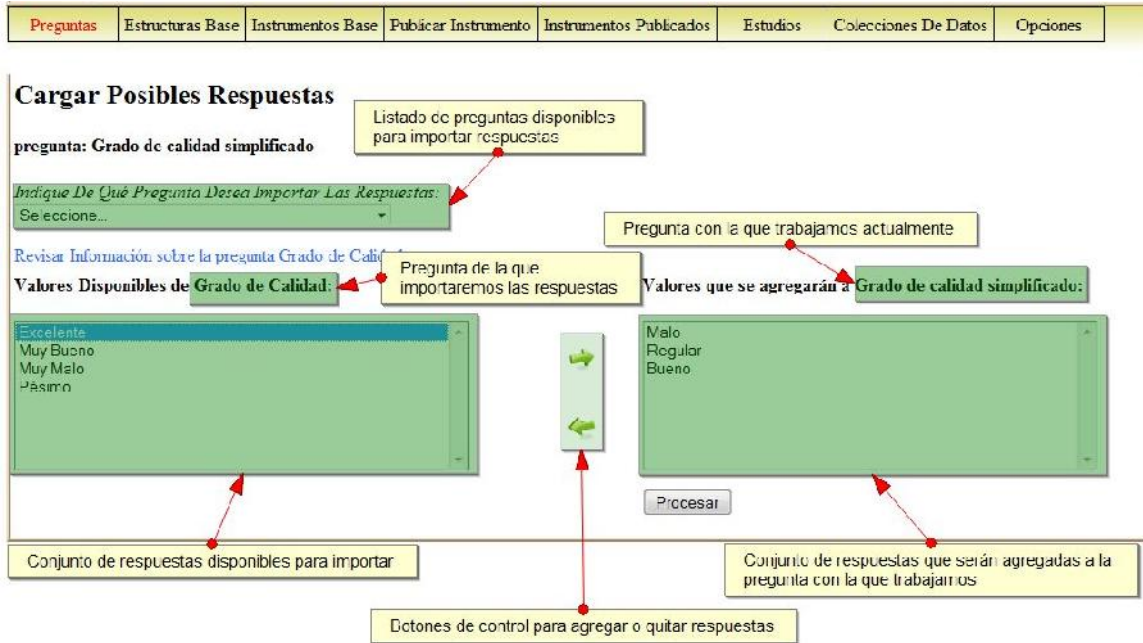 Preguntas Estructuras Base Instrumentos Base Publicar Instrumento Instrumentos Publicados Estudios Colecciones De Datos Opciones
Cargar Posibles Respuestas
Listado de preguntas disponibles
para importar respuestas
pregunta: Grado de calidad simplificado
Indique De Qué Pregunta Desea Importar Las Respuestas:
Seleccione...
Pregunta con la que trabajamos actualmente
Revisar Información sobre la pregunta Grado de
Pregunta de la que
importaremos las respuestas
Valores Disponibles de Grado de Calidad:
Valores que se agregarán a Grado de calidad simplificado:
Excelente
Muy Bueno
Muy Malo
Pésimo
Malo
Regular
Bueno
Procesar
Conjunto de respuestas disponibles para importar
Conjunto de respuestas que serán agregadas a la
pregunta con la que trabajamos
Botones de control para agregar o quitar respuestas